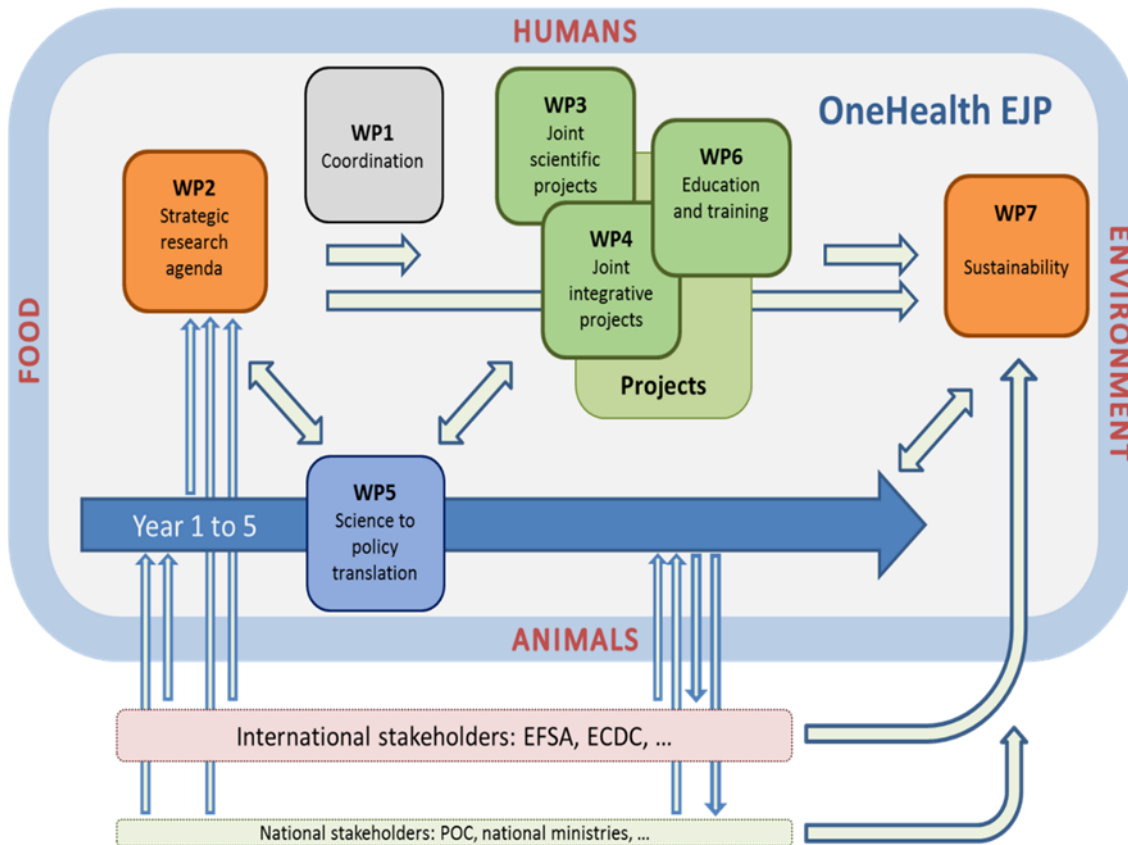 HUMANS
OneHealth EJP
WP1
Coordination
WP3
Joint
scientific
projects
WP6
Education
and training
WP2
Strategic
research
agenda
WP4
Joint
integrative
projects
WP7
Sustainability
FOOD
ENVIRONMENT
Projects
WP5
Science to
policy
translation
Year 1 to 5
ANIMALS
International stakeholders: EFSA, ECDC, ...
National stakeholders: POC, national ministries, ...